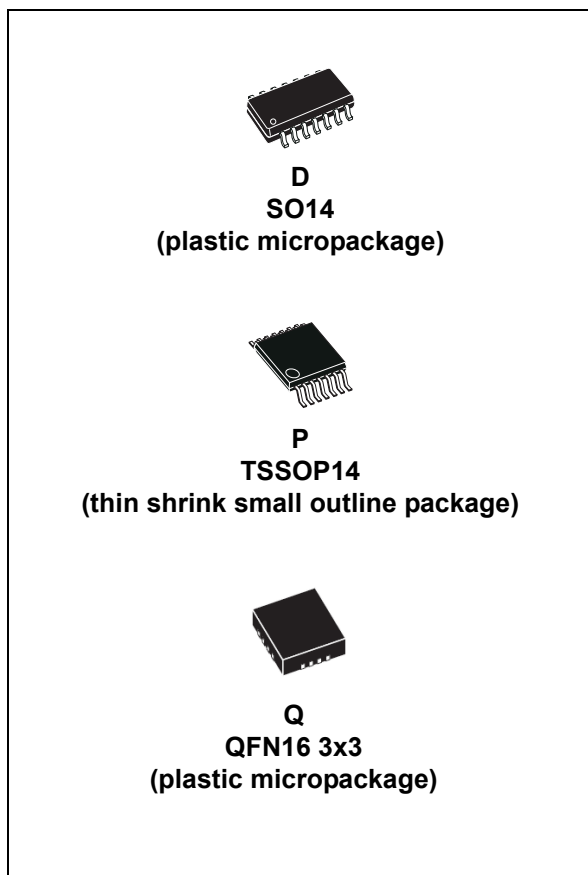 D
SO14
(plastic micropackage)
P
TSSOP14
(thin shrink small outline package)
Q
QFN16 3x3
(plastic micropackage)